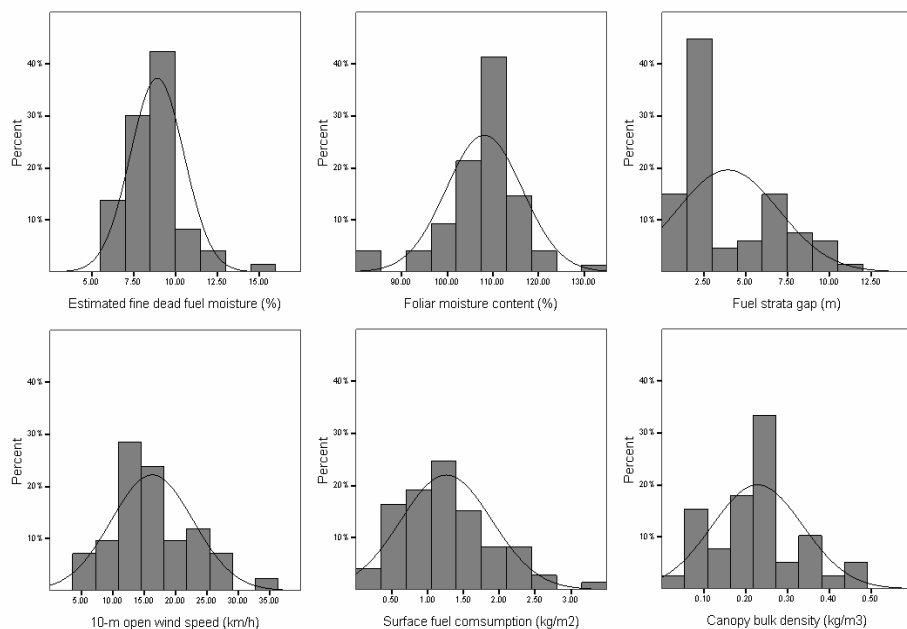 Percent
40%
30%
20%
10%
5.00 7.50 10.00 12.50 15.00
Estimated fine dead fuel moisture (%)
Percent
40%
30%
20%
10%
90.00 100.00 110.00 120.00 130.00
Foliar moisture content (%)
Percent
40%
30%
20%
10%
2.50 5.00 7.50 10.00 12.50
Fuel strata gap (m)
Percent
40%
30%
20%
10%
5.00 10.00 15.00 20.00 25.00 30.00 35.00
10-m open wind speed (km/h)
Percent
40%
30%
20%
10%
0.50 1.00 1.50 2.00 2.50 3.00
Surface fuel comsumption (kg/m2)
Percent
40%
30%
20%
10%
0.10 0.20 0.30 0.40 0.50
Canopy bulk density (kg/m3)